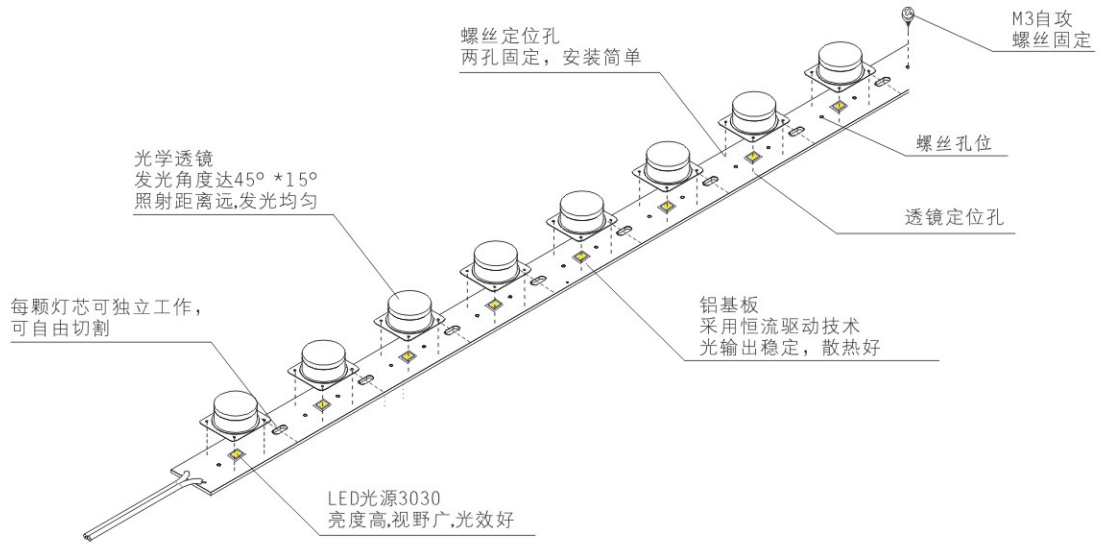 M3自攻
螺丝固定
螺丝定位孔
两孔固定，安装简单
螺丝孔位
光学透镜
发光角度达45° *15°
照射距离远,发光均匀
透镜定位孔
每颗灯芯可独立工作，
可自由切割
铝基板
采用恒流驱动技术
光输出稳定，散热好
LED光源3030
亮度高,视野广,光效好